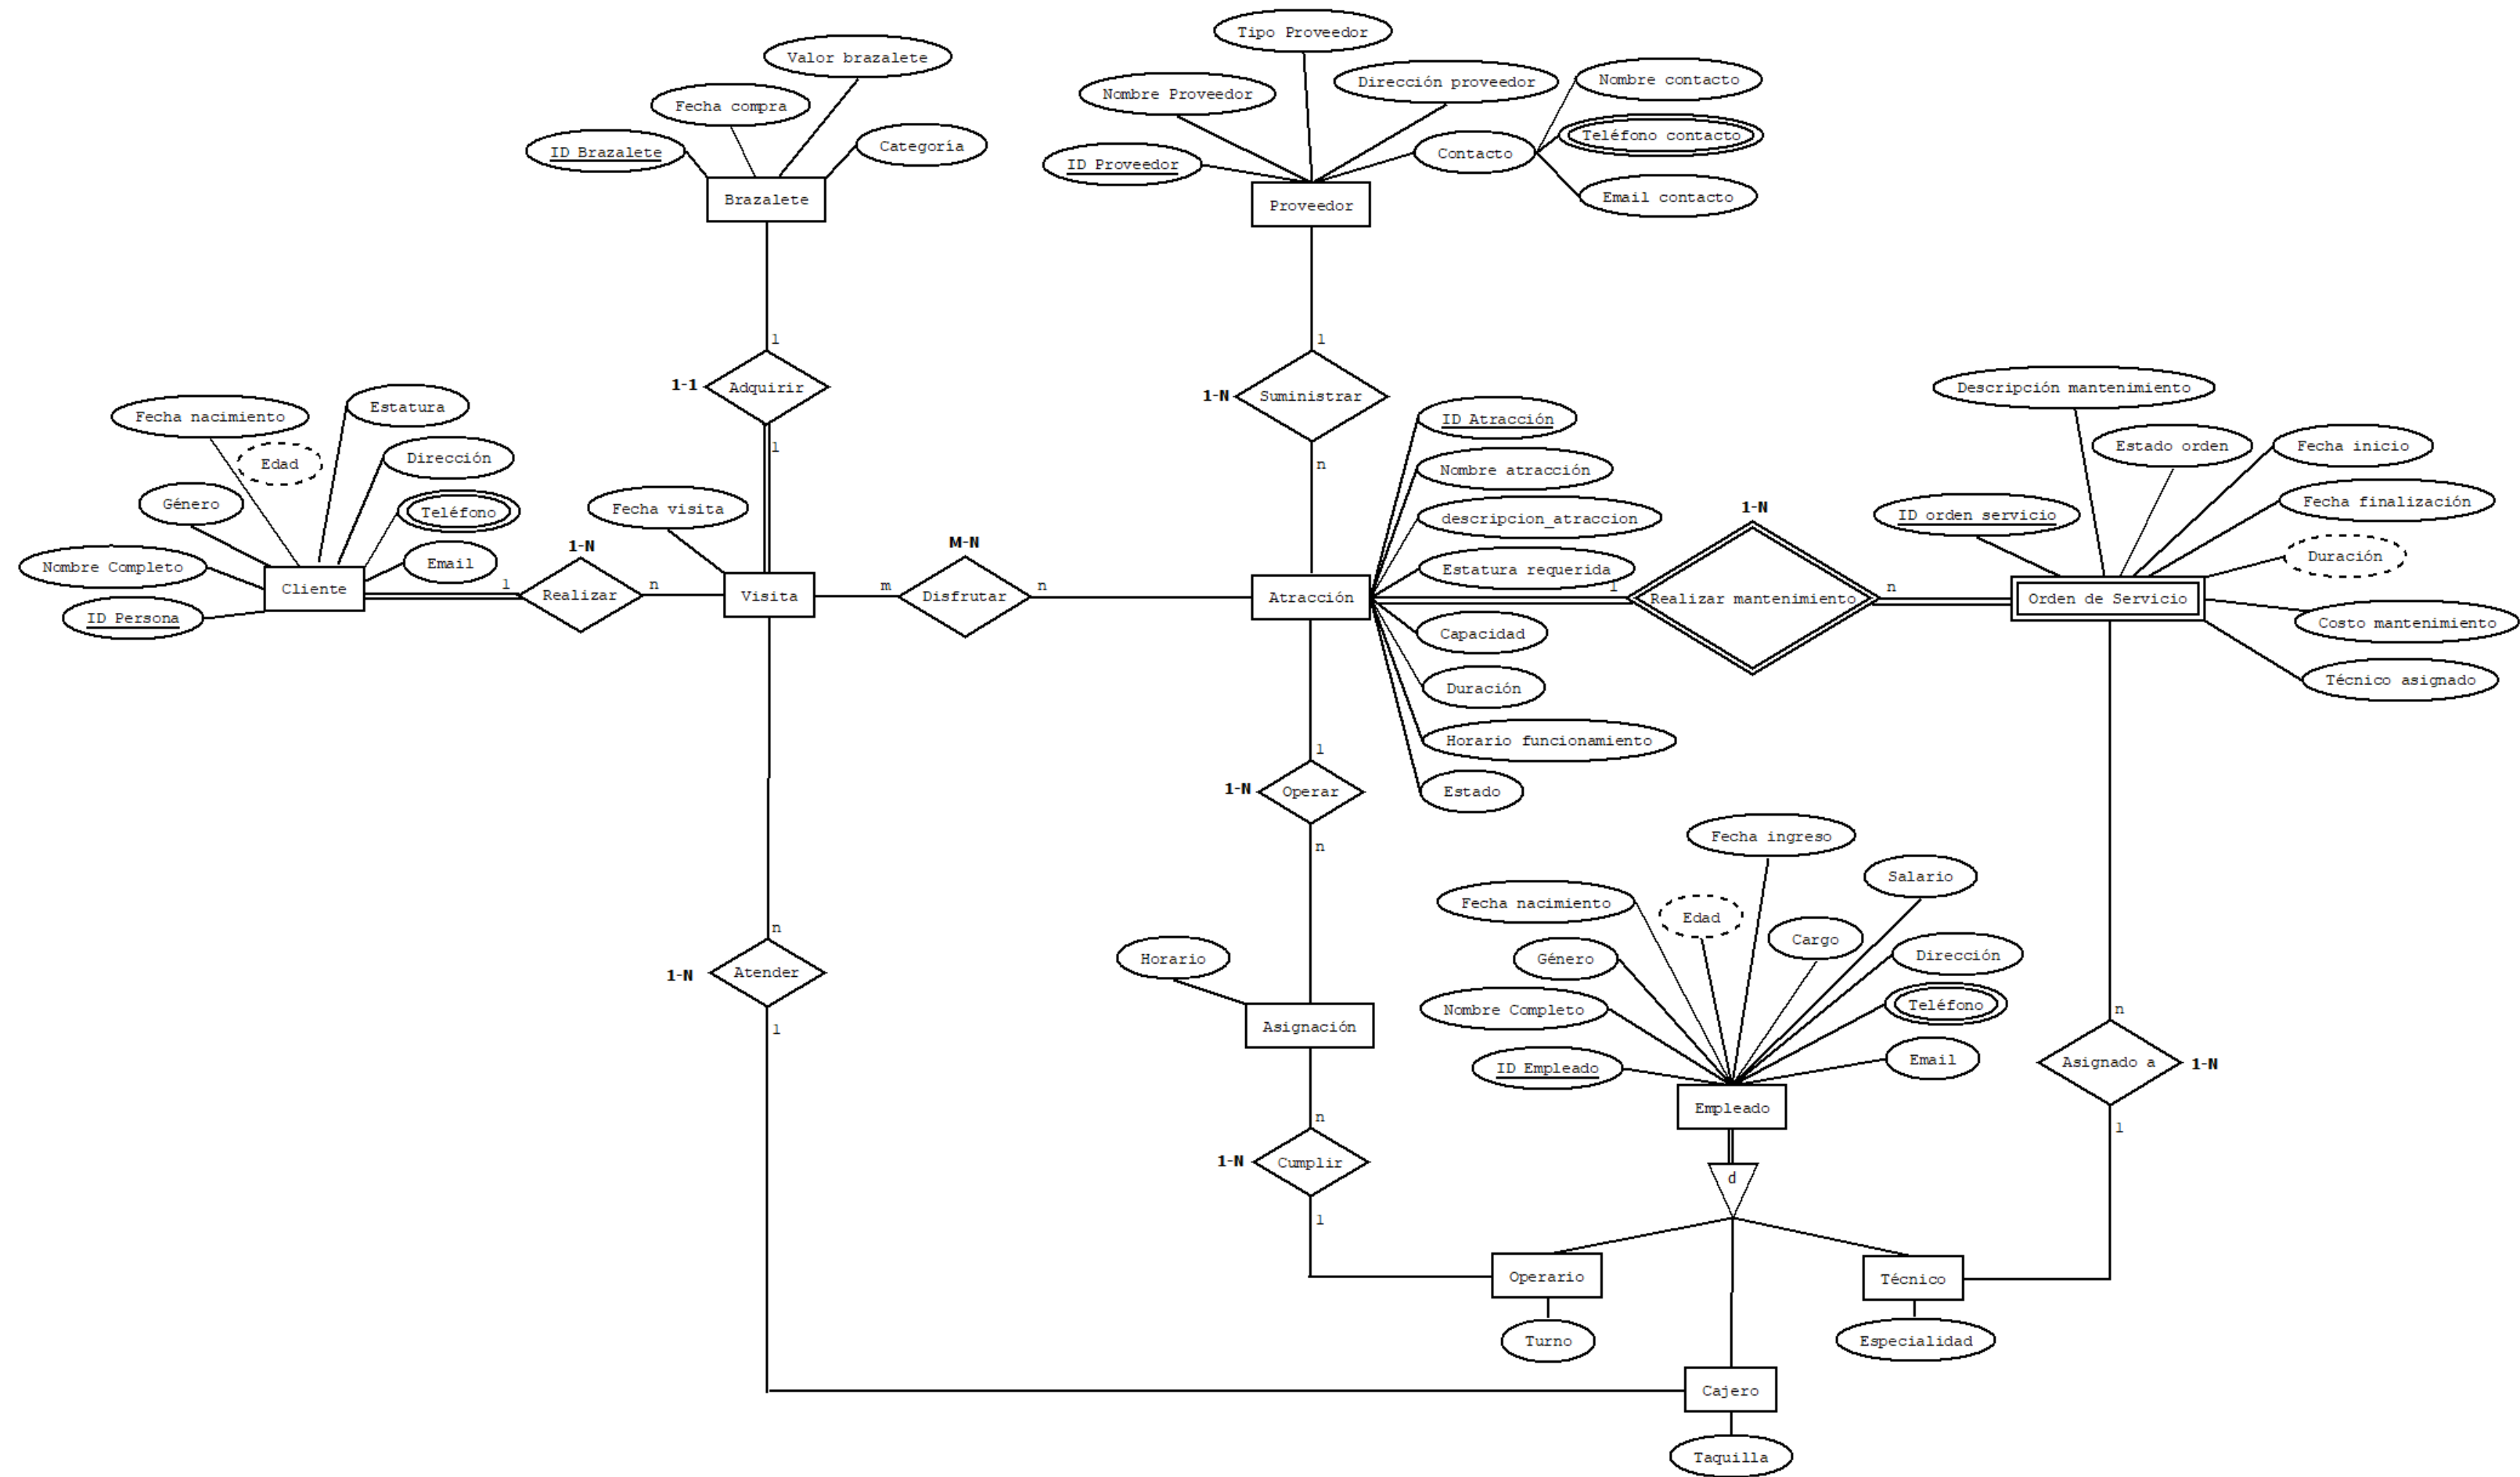 Tipo Proveedor
Valor brazalete
Nombre contacto
Dirección proveedor
Nombre Proveedor
Fecha compra
Teléfono contacto
Categoría
ID Brazalete
Contacto
ID Proveedor
Email contacto
Brazalete
Proveedor
1
1
1-1
Adquirir
1-N
Suministrar
Descripción mantenimiento
Estatura
Fecha nacimiento
ID Atracción
1
Estado orden
Fecha inicio
Dirección
Edad
n
Nombre atracción
Fecha finalización
Género
Fecha visita
1-N
Teléfono
descripcion_atraccion
ID orden servicio
M-N
1-N
Duración
Email
Nombre Completo
Estatura requerida
1
n
m
n
1
n
Cliente
Realizar
Visita
Disfrutar
Atracción
Realizar mantenimiento
Orden de Servicio
ID Persona
Costo mantenimiento
Capacidad
Técnico asignado
Duración
Horario funcionamiento
1
1-N
Operar
Estado
Fecha ingreso
n
Salario
Fecha nacimiento
Edad
n
Cargo
Horario
Género
Dirección
1-N
Atender
Teléfono
Nombre Completo
n
1
Asignación
Email
Asignado a
1-N
ID Empleado
Empleado
n
1
1-N
Cumplir
d
1
Operario
Técnico
Turno
Especialidad
Cajero
Taquilla